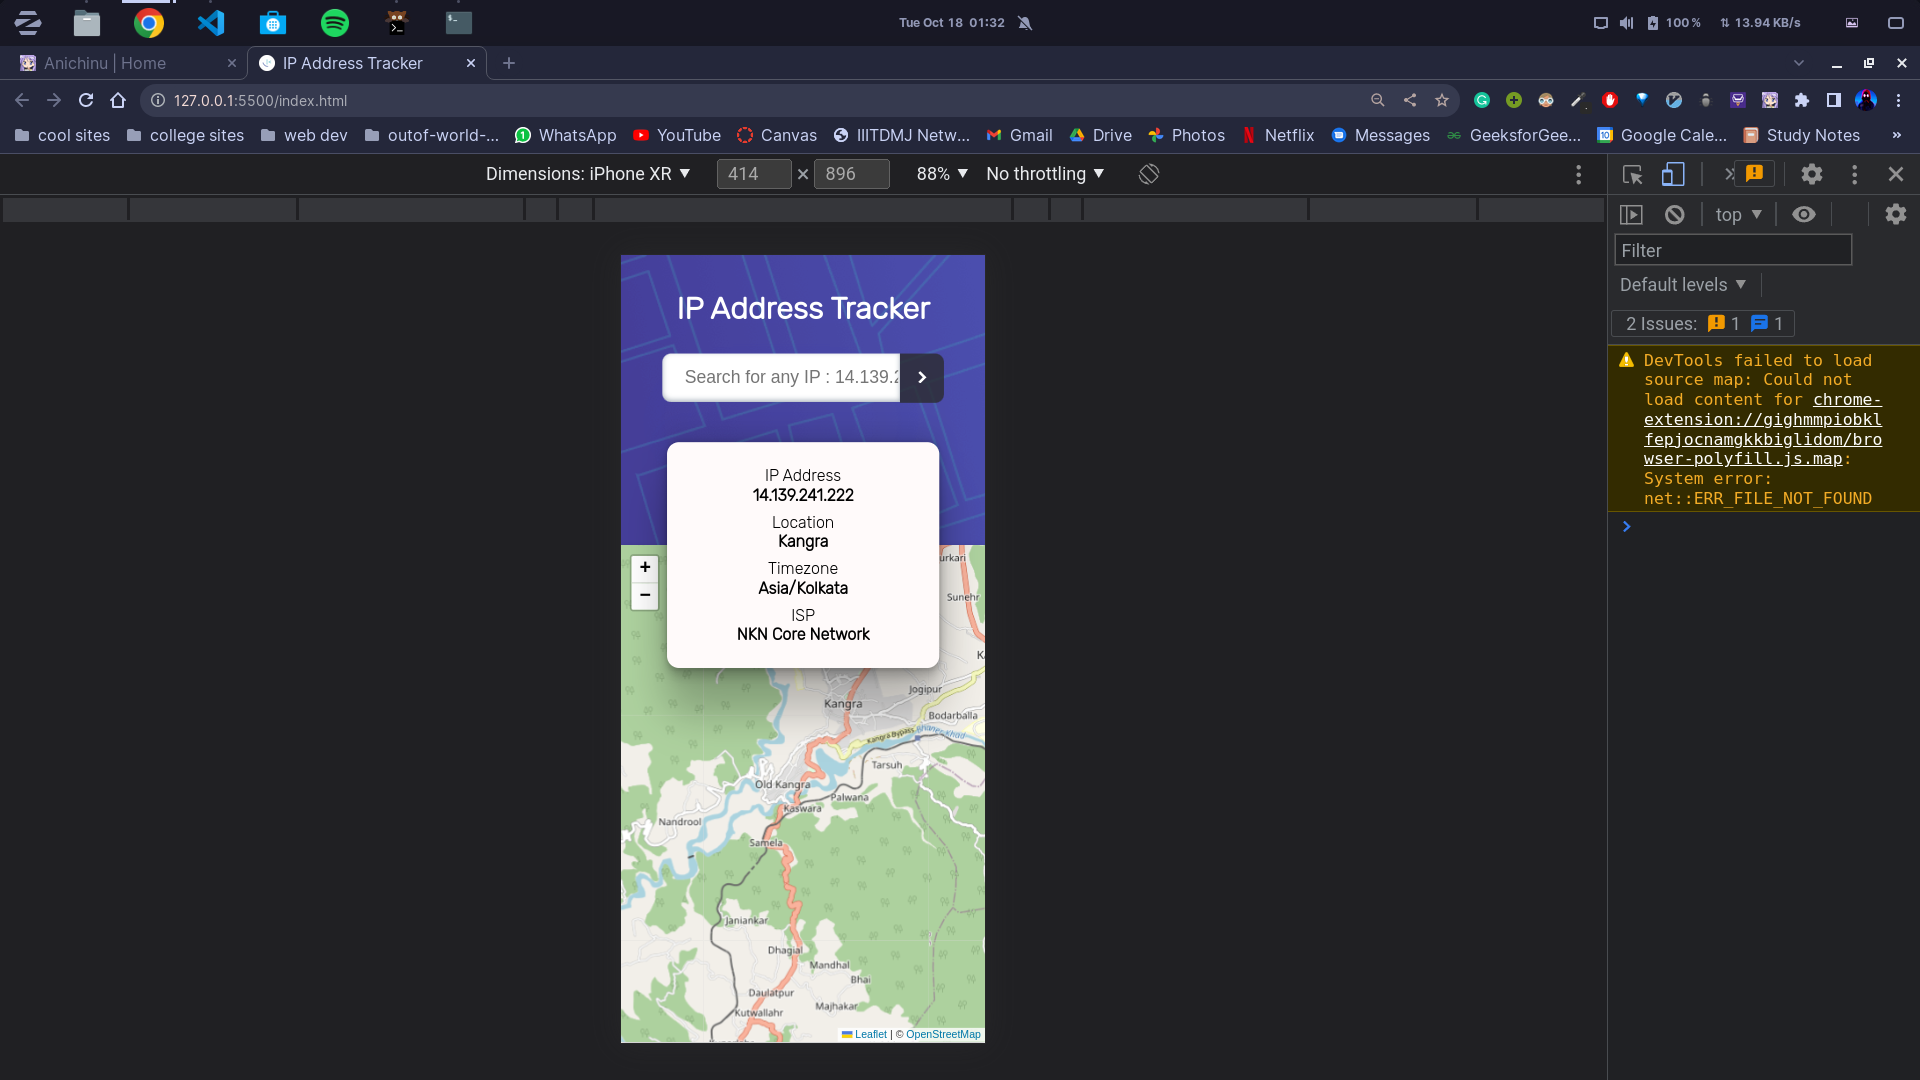 Tue Oct 18 01:32
100 %
13.94 KB/s
Anichinu | Home
IP Address Tracker
127.0.0.1:5500/index.html
cool sites
college sites
web dev
outof-world-...
WhatsApp
YouTube
Canvas
IIITDMJ Netw...
Gmail
Drive
Photos
Netflix
Messages
GeeksforGee...
Google Cale...
Study Notes
»
Dimensions: iPhone XR
414 × 896
88%
No throttling
top
Filter
Default levels
2 Issues: 1 1
DevTools failed to load
source map: Could not
load content for chrome-
extension://gighmmpiobkl
fepjocnamgkkbiglidom/bro
wser-polyfill.js.map:
System error:
net::ERR_FILE_NOT_FOUND
IP Address Tracker
Search for any IP : 14.139.2
IP Address
14.139.241.222
Location
Kangra
Timezone
Asia/Kolkata
ISP
NKN Core Network
+
−
urkari
Sunehr
Jogipur
Kangra
Bodarballa
Kangra Bypass
Tarsuh
Old Kangra
Palwana
Kaswara
Nandrool
Samela
Janiankar
Dhagial
Mandhal
Bhai
Daulatpur
Majhakar
Kutwallahr
Leaflet | © OpenStreetMap